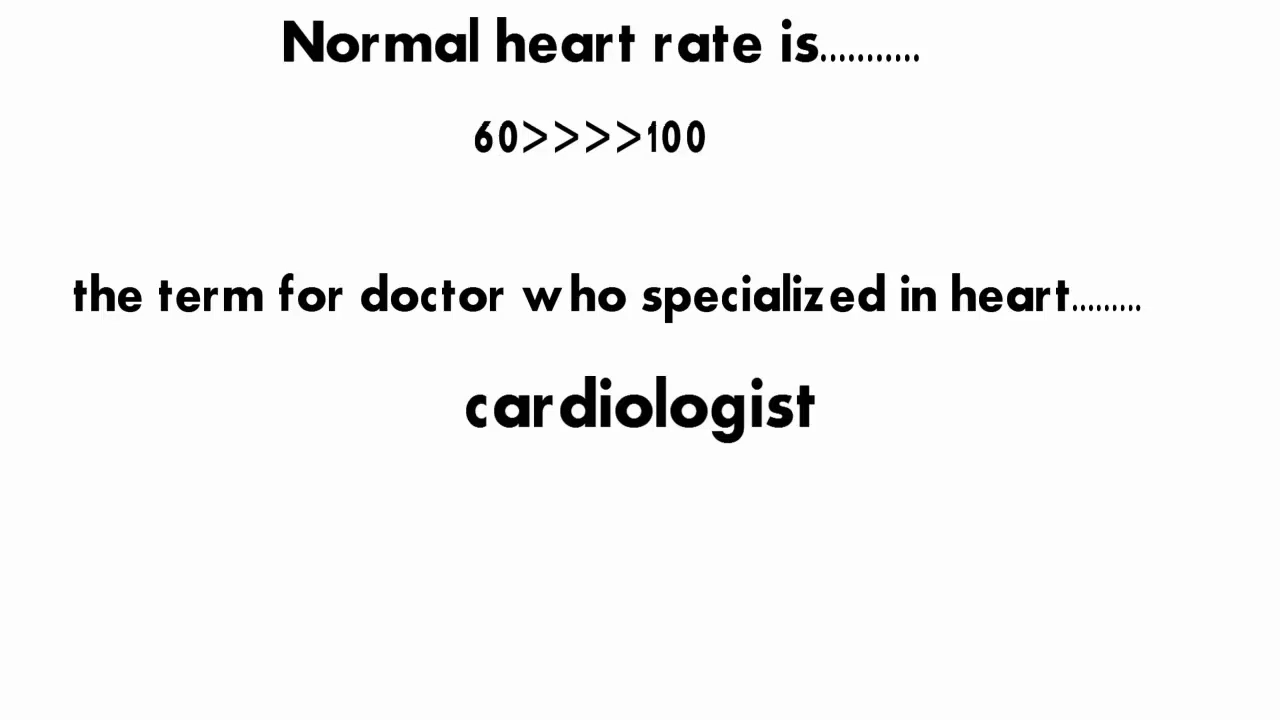 Normal heart rate is...........
60>>>>100
the term for doctor who specialized in heart.........
cardiologist